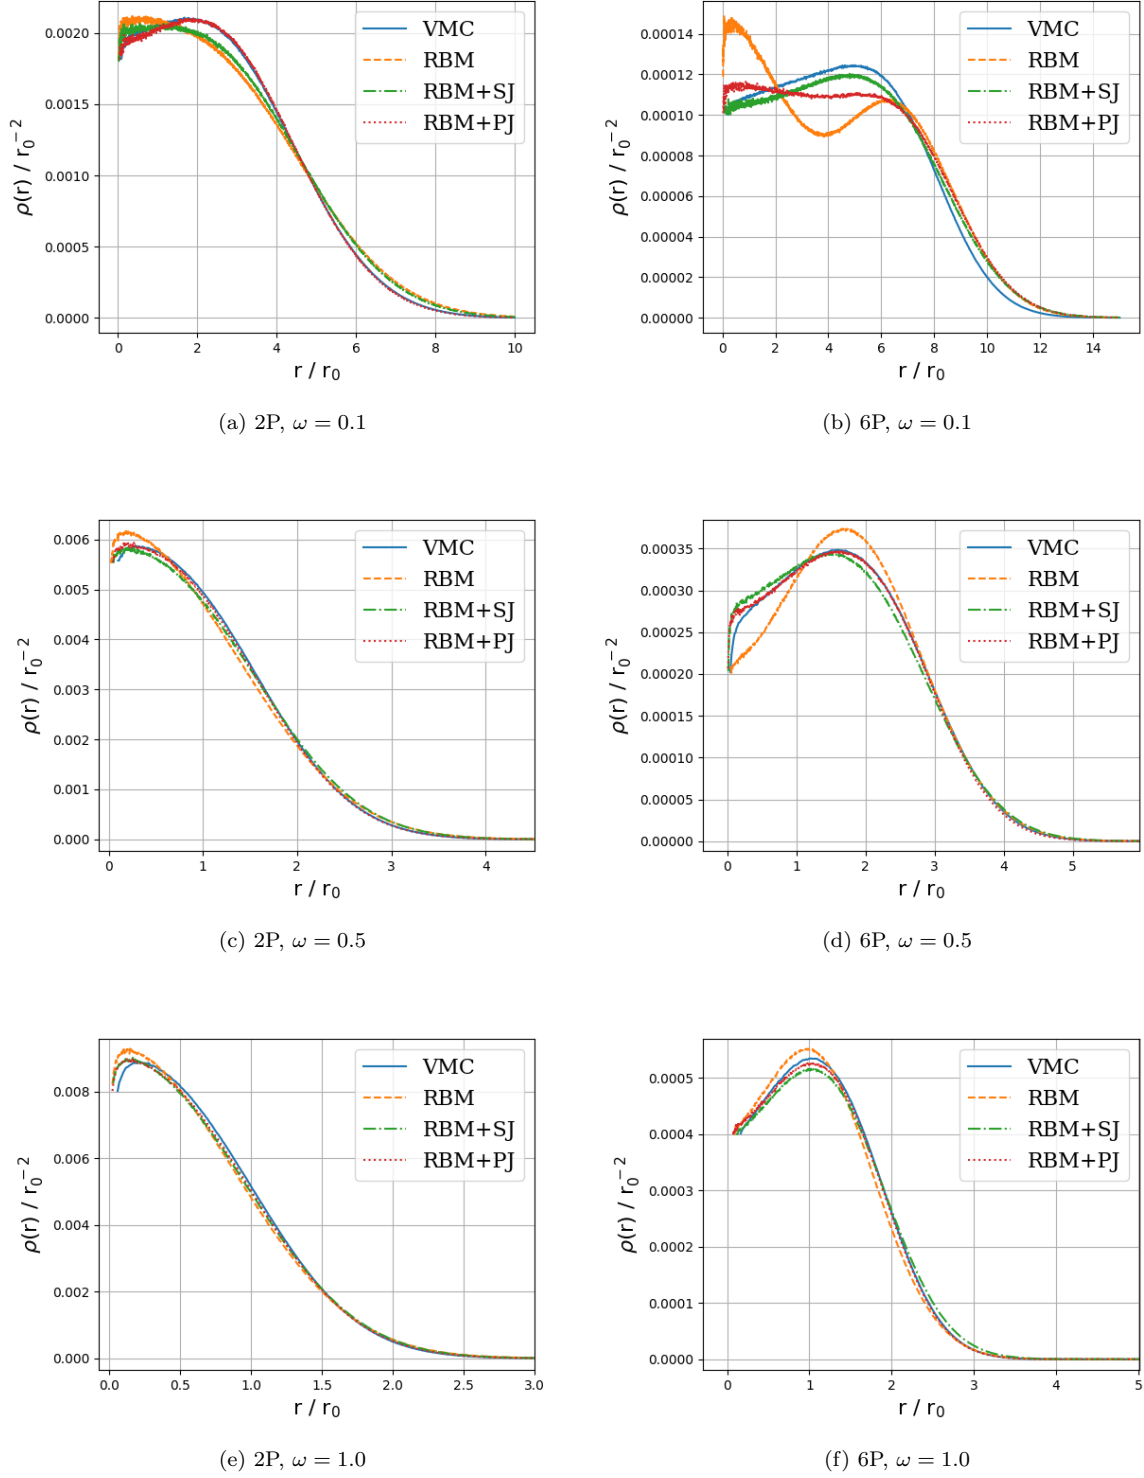 0.0020
0.0015
0.0010
0.0005
0.0000
ρ(r) / r₀⁻²
VMC
RBM
RBM+SJ
RBM+PJ
0 2 4 6 8 10
r / r₀
(a) 2P, ω = 0.1
0.00014
0.00012
0.00010
0.00008
0.00006
0.00004
0.00002
0.00000
ρ(r) / r₀⁻²
VMC
RBM
RBM+SJ
RBM+PJ
0 2 4 6 8 10 12 14
r / r₀
(b) 6P, ω = 0.1
0.006
0.005
0.004
0.003
0.002
0.001
0.000
ρ(r) / r₀⁻²
VMC
RBM
RBM+SJ
RBM+PJ
0 1 2 3 4
r / r₀
(c) 2P, ω = 0.5
0.00035
0.00030
0.00025
0.00020
0.00015
0.00010
0.00005
0.00000
ρ(r) / r₀⁻²
VMC
RBM
RBM+SJ
RBM+PJ
0 1 2 3 4 5
r / r₀
(d) 6P, ω = 0.5
0.008
0.006
0.004
0.002
0.000
ρ(r) / r₀⁻²
VMC
RBM
RBM+SJ
RBM+PJ
0.0 0.5 1.0 1.5 2.0 2.5 3.0
r / r₀
(e) 2P, ω = 1.0
0.0005
0.0004
0.0003
0.0002
0.0001
0.0000
ρ(r) / r₀⁻²
VMC
RBM
RBM+SJ
RBM+PJ
0 1 2 3 4 5
r / r₀
(f) 6P, ω = 1.0